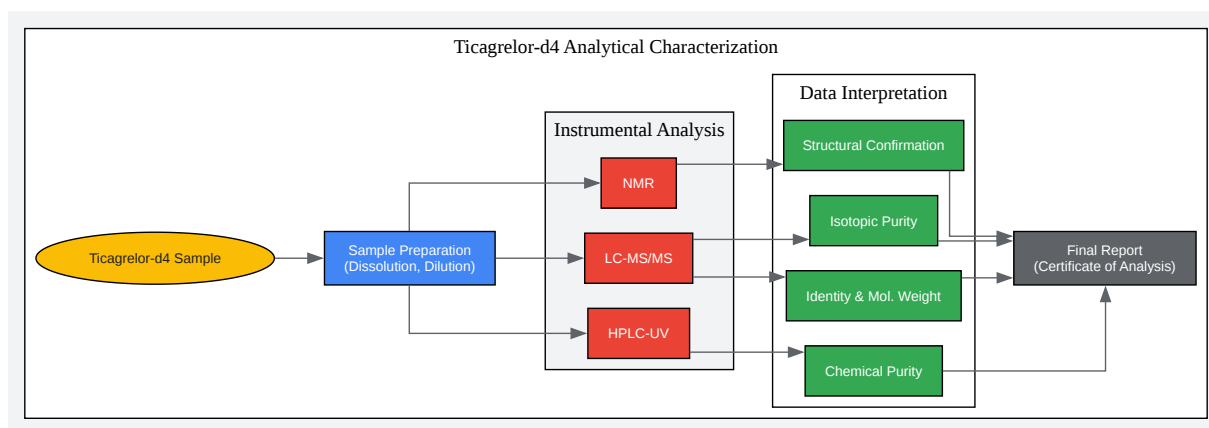 Ticagrelor-d4 Analytical Characterization
Ticagrelor-d4 Sample
Sample Preparation
(Dissolution, Dilution)
Instrumental Analysis
NMR
LC-MS/MS
HPLC-UV
Data Interpretation
Structural Confirmation
Isotopic Purity
Identity & Mol. Weight
Chemical Purity
Final Report
(Certificate of Analysis)